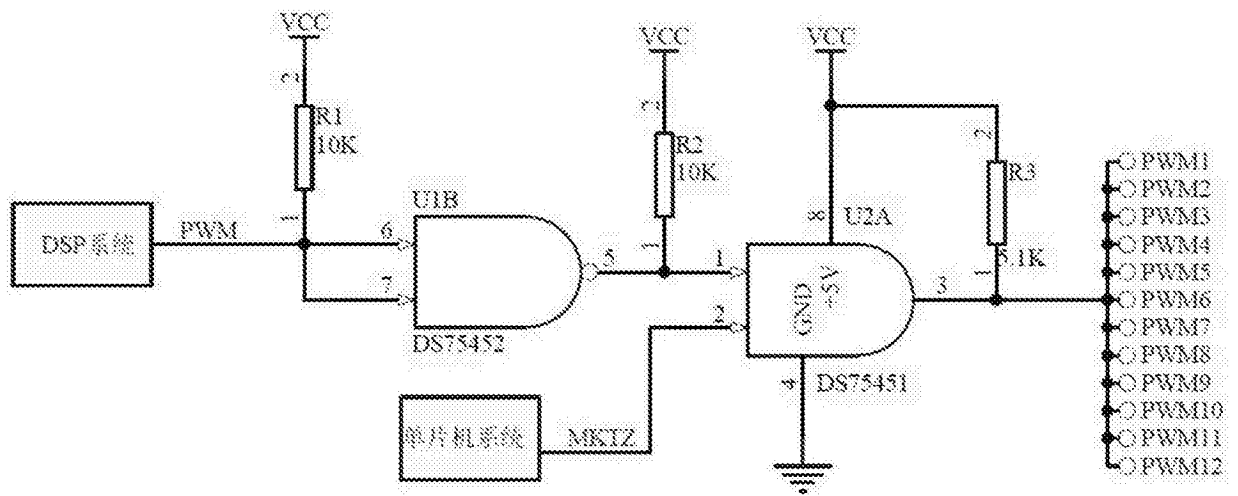 VCC
VCC
VCC
2
R1
10K
1
2
R2
10K
1
2
R3
5.1K
1
DSP系统
PWM
6
7
U1B
5
DS75452
1
2
8
U2A
GND
+5V
3
4
DS75451
单片机系统
MKTZ
PWM1
PWM2
PWM3
PWM4
PWM5
PWM6
PWM7
PWM8
PWM9
PWM10
PWM11
PWM12